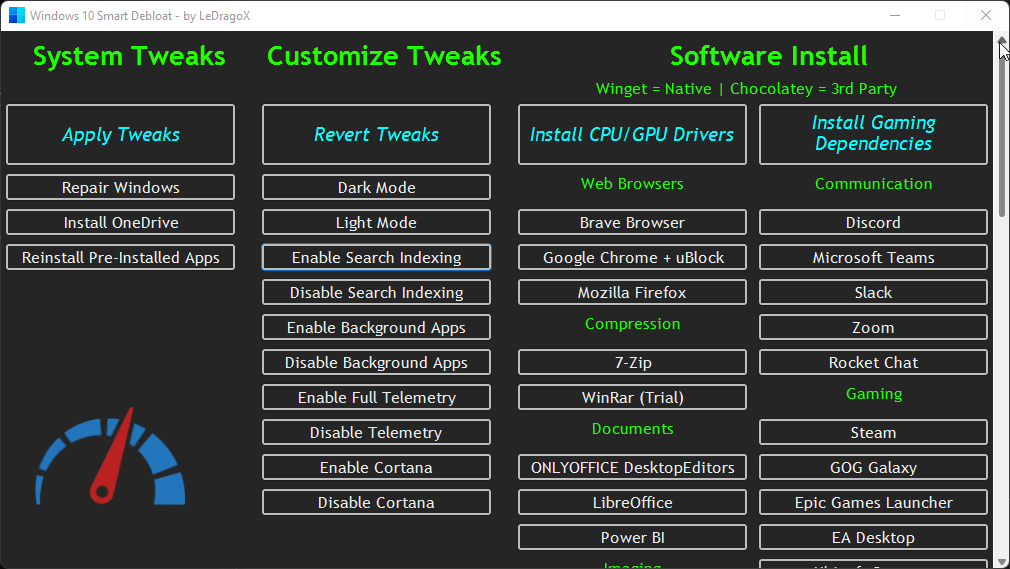 Windows 10 Smart Debloat - by LeDragoX
System Tweaks
Customize Tweaks
Software Install
Winget = Native | Chocolatey = 3rd Party
Apply Tweaks
Repair Windows
Install OneDrive
Reinstall Pre-Installed Apps
Revert Tweaks
Dark Mode
Light Mode
Enable Search Indexing
Disable Search Indexing
Enable Background Apps
Disable Background Apps
Enable Full Telemetry
Disable Telemetry
Enable Cortana
Disable Cortana
Install CPU/GPU Drivers
Web Browsers
Brave Browser
Google Chrome + uBlock
Mozilla Firefox
Compression
7-Zip
WinRar (Trial)
Documents
ONLYOFFICE DesktopEditors
LibreOffice
Power BI
Install Gaming
Dependencies
Communication
Discord
Microsoft Teams
Slack
Zoom
Rocket Chat
Gaming
Steam
GOG Galaxy
Epic Games Launcher
EA Desktop